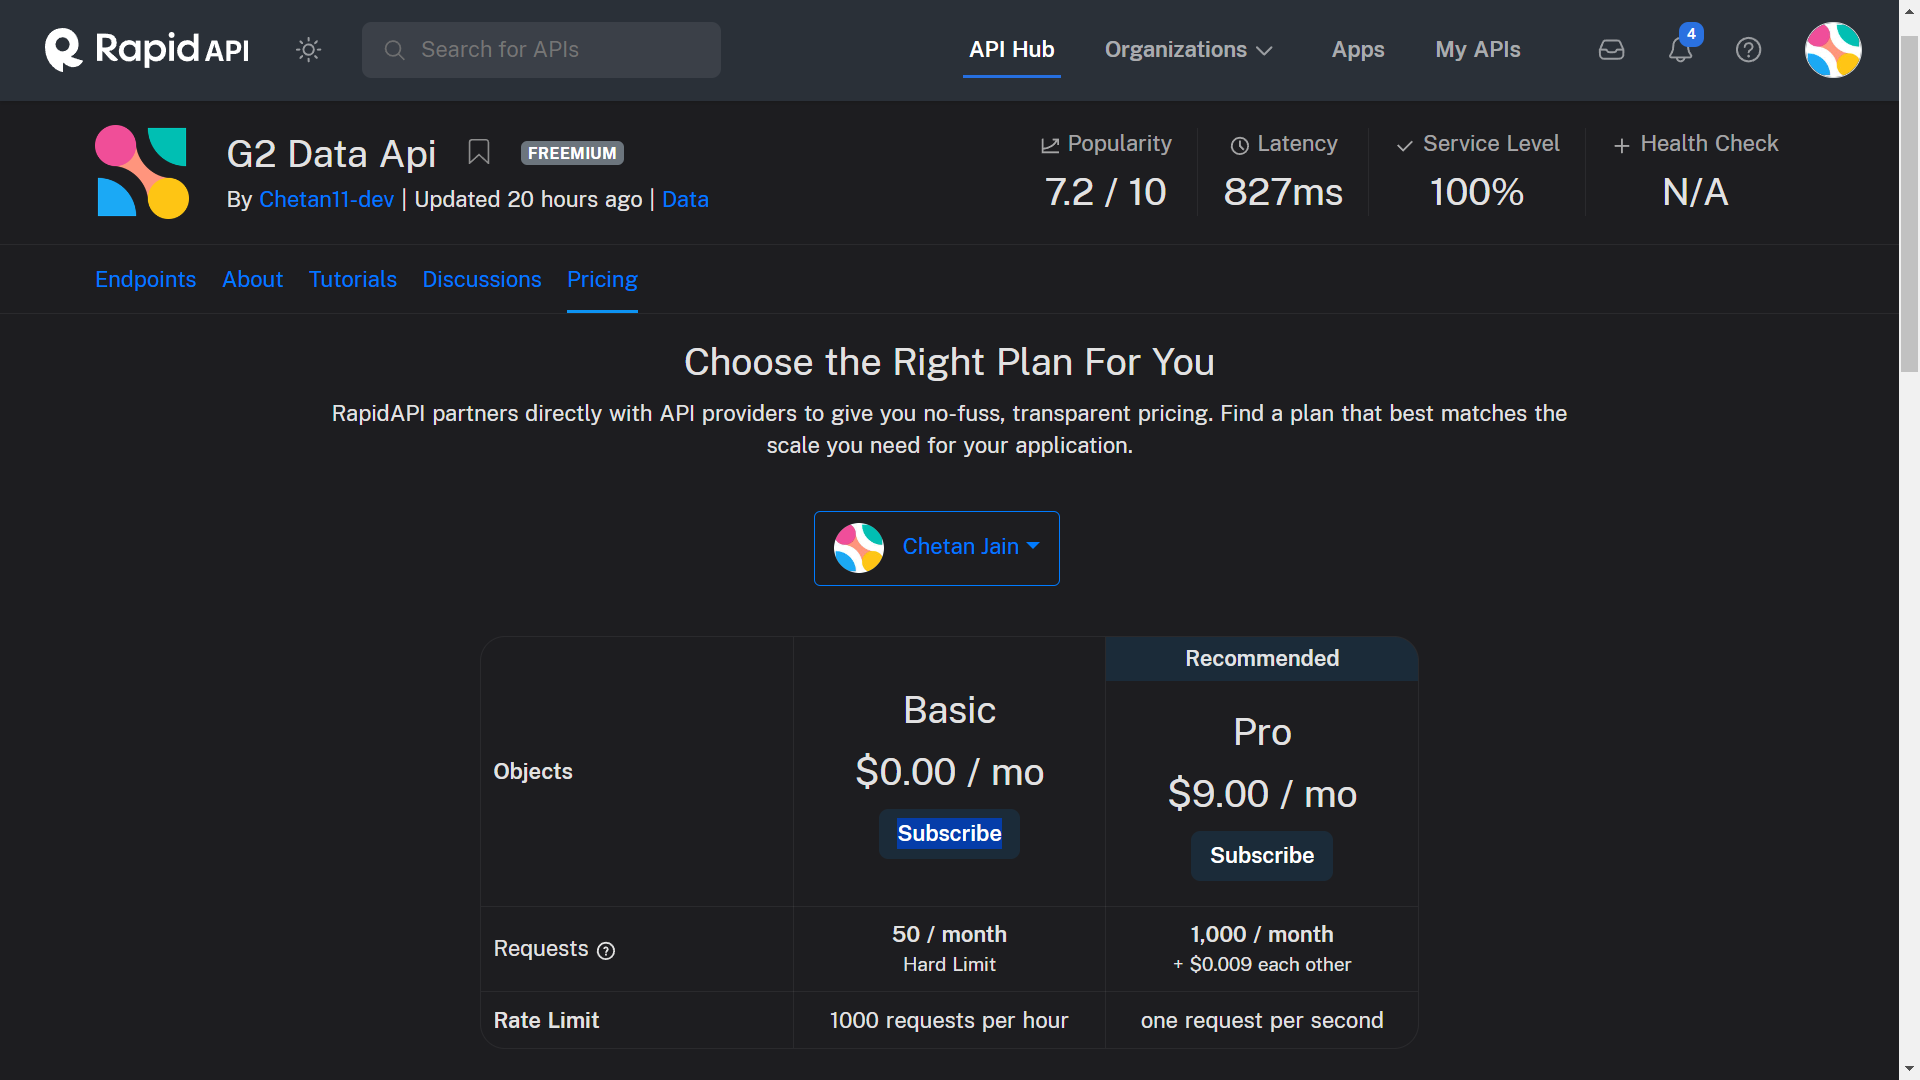 Rapid API
Search for APIs
API Hub
Organizations
Apps
My APIs
4
G2 Data Api
FREEMIUM
By Chetan11-dev | Updated 20 hours ago | Data
Popularity
7.2 / 10
Latency
827ms
Service Level
100%
Health Check
N/A
Endpoints
About
Tutorials
Discussions
Pricing
Choose the Right Plan For You
RapidAPI partners directly with API providers to give you no-fuss, transparent pricing. Find a plan that best matches the
scale you need for your application.
Chetan Jain
Objects
Basic
$0.00 / mo
Subscribe
Recommended
Pro
$9.00 / mo
Subscribe
Requests
50 / month
Hard Limit
1,000 / month
+ $0.009 each other
Rate Limit
1000 requests per hour
one request per second